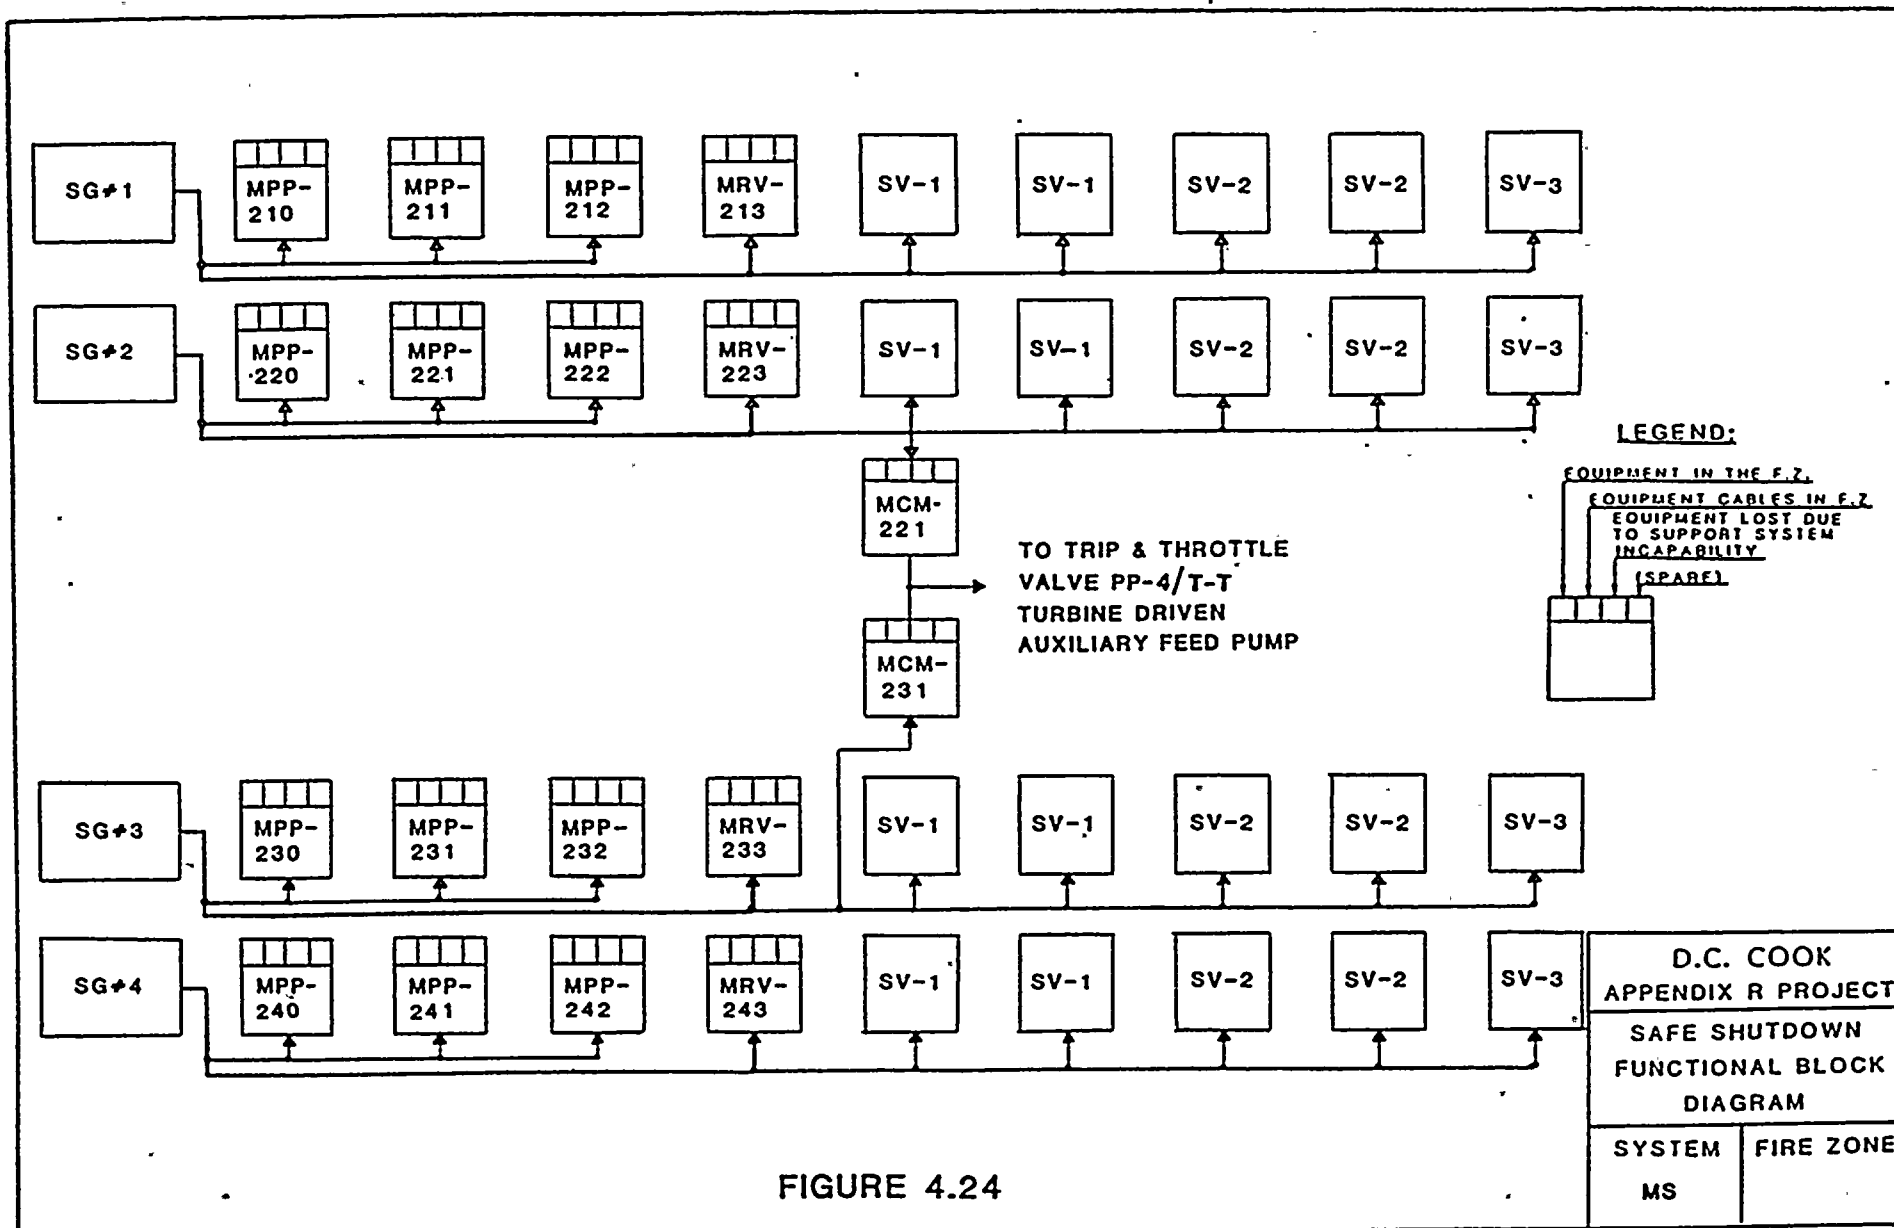 SG#1
MPP-
210
MPP-
211
MPP-
212
MRV-
213
SV-1
SV-1
SV-2
SV-2
SV-3
SG#2
MPP-
220
MPP-
221
MPP-
222
MRV-
223
SV-1
SV-1
SV-2
SV-2
SV-3
MCM-
221
TO TRIP & THROTTLE
VALVE PP-4/T-T
TURBINE DRIVEN
AUXILIARY FEED PUMP
MCM-
231
LEGEND:
EQUIPMENT IN THE F.Z.
EQUIPMENT CABLES IN F.Z
EQUIPMENT LOST DUE
TO SUPPORT SYSTEM
INCAPABILITY
(SPARE)
SG#3
MPP-
230
MPP-
231
MPP-
232
MRV-
233
SV-1
SV-1
SV-2
SV-2
SV-3
SG#4
MPP-
240
MPP-
241
MPP-
242
MRV-
243
SV-1
SV-1
SV-2
SV-2
SV-3
D.C. COOK
APPENDIX R PROJECT
SAFE SHUTDOWN
FUNCTIONAL BLOCK
DIAGRAM
SYSTEM
MS
FIRE ZONE
FIGURE 4.24